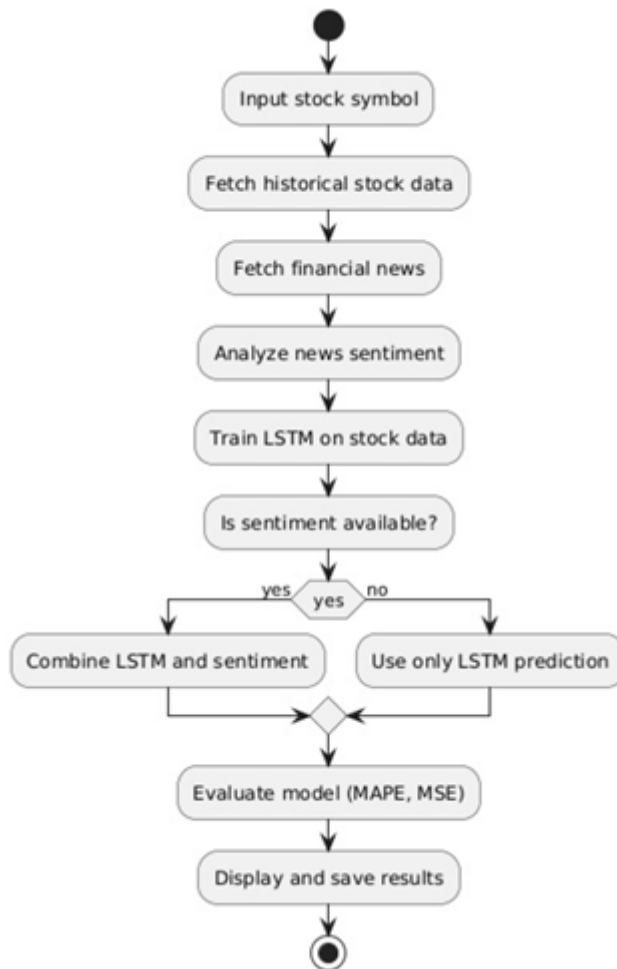 Input stock symbol
Fetch historical stock data
Fetch financial news
Analyze news sentiment
Train LSTM on stock data
Is sentiment available?
yes
yes
no
Combine LSTM and sentiment
Use only LSTM prediction
Evaluate model (MAPE, MSE)
Display and save results